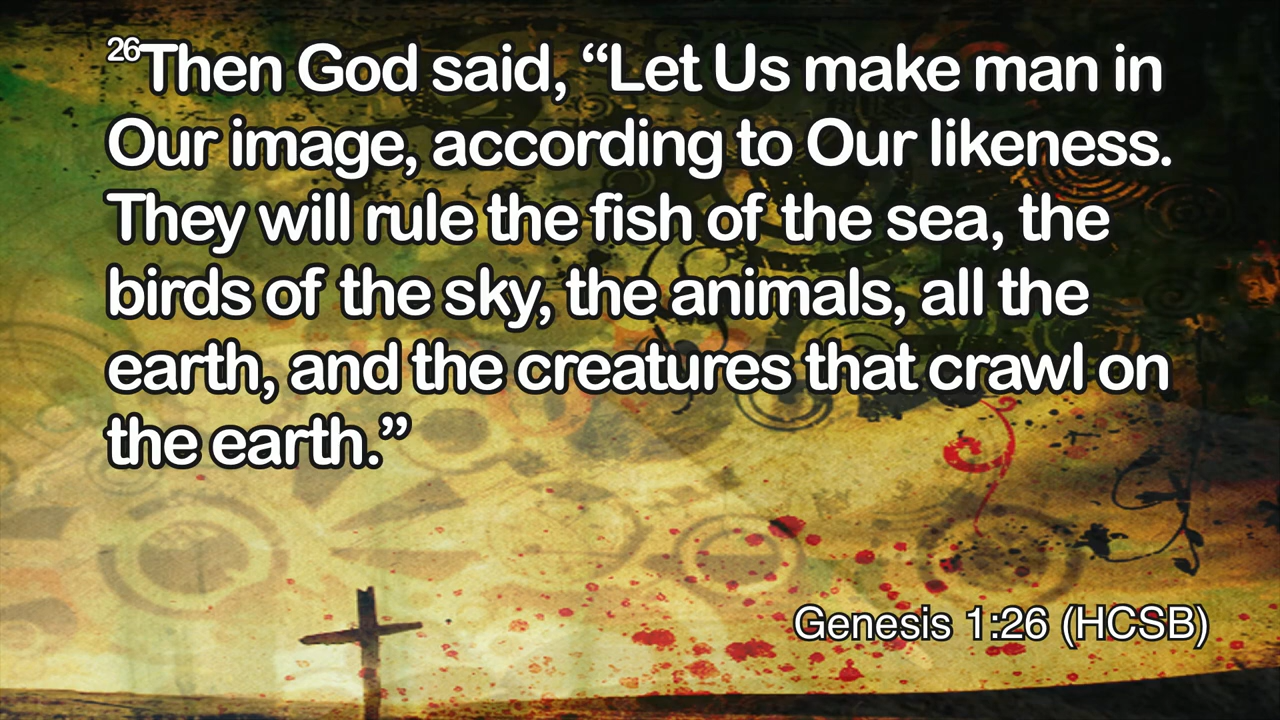 26Then God said, “Let Us make man in
Our image, according to Our likeness.
They will rule the fish of the sea, the
birds of the sky, the animals, all the
earth, and the creatures that crawl on
the earth.”
Genesis 1:26 (HCSB)